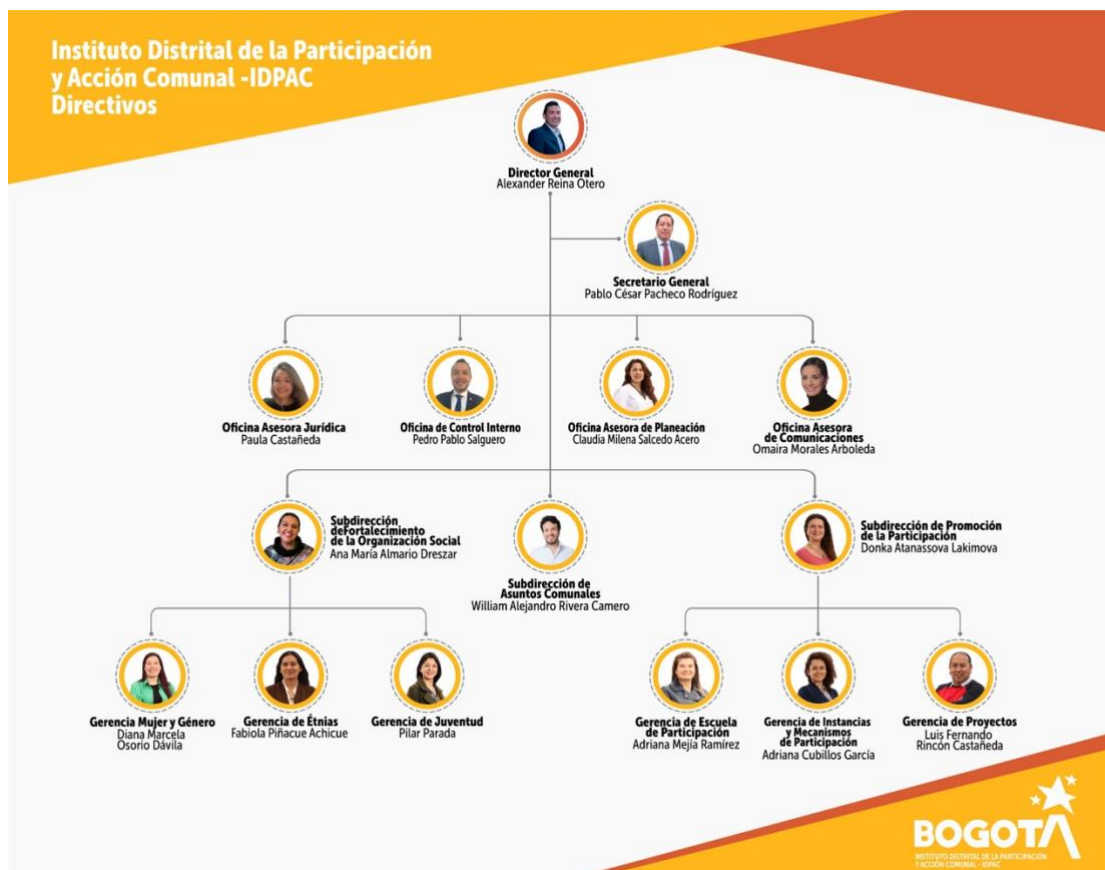 Instituto Distrital de la Participación
y Acción Comunal -IDPAC
Directivos
Director General
Alexander Reina Otero
Secretario General
Pablo César Pacheco Rodríguez
Oficina Asesora Jurídica
Paula Castañeda
Oficina de Control Interno
Pedro Pablo Salguero
Oficina Asesora de Planeación
Claudia Milena Salcedo Acero
Oficina Asesora
de Comunicaciones
Omaira Morales Arboleda
Subdirección
deFortalecimiento
de la Organización Social
Ana María Almario Dreszar
Subdirección de
Asuntos Comunales
William Alejandro Rivera Camero
Subdirección de Promoción
de la Participación
Donka Atanassova Lakimova
Gerencia Mujer y Género
Diana Marcela
Osorio Dávila
Gerencia de Étnias
Fabiola Piñacue Achicue
Gerencia de Juventud
Pilar Parada
Gerencia de Escuela
de Participación
Adriana Mejía Ramírez
Gerencia de Instancias
y Mecanismos
de Participación
Adriana Cubillos García
Gerencia de Proyectos
Luis Fernando
Rincón Castañeda
BOGOTÁ
INSTITUTO DISTRITAL DE LA PARTICIPACIÓN
Y ACCIÓN COMUNAL - IDPAC